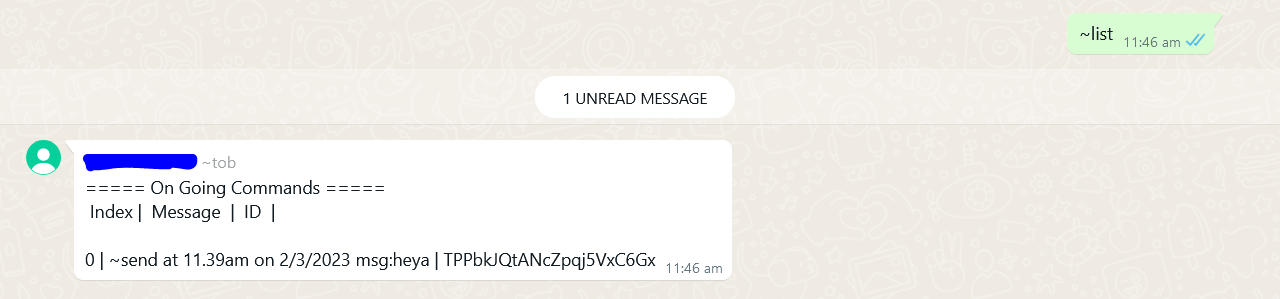 ~list 11:46 am
1 UNREAD MESSAGE
~tob
===== On Going Commands =====
Index | Message | ID |
0 | ~send at 11.39am on 2/3/2023 msg:heya | TPPbkJQtANcZpqj5VxC6Gx 11:46 am